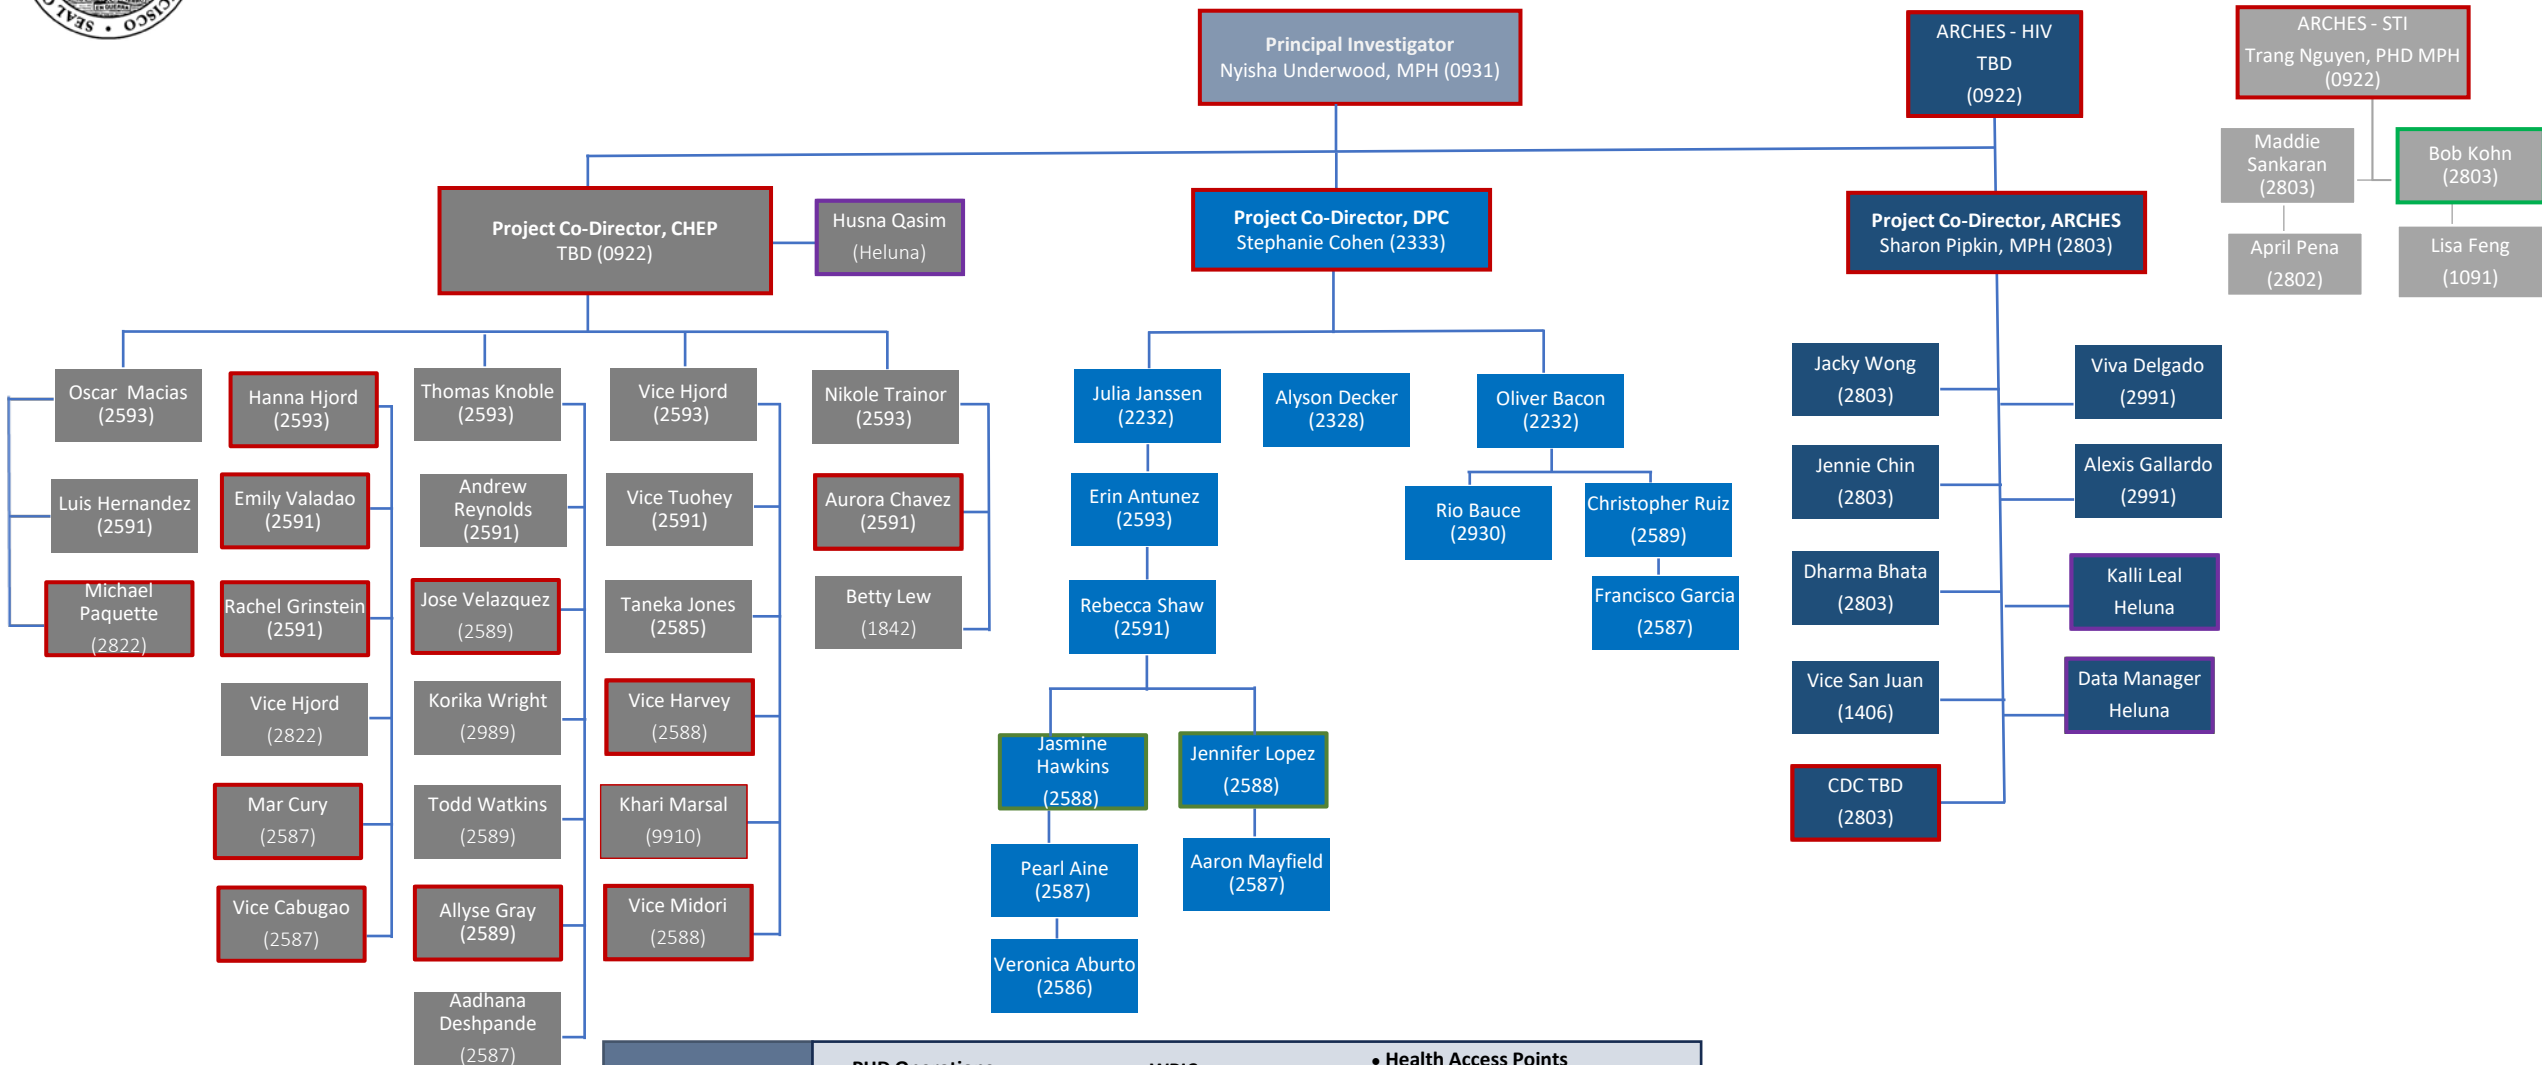 SEAL O
CISCO
EN GUERRA
Principal Investigator
Nyisha Underwood, MPH (0931)
ARCHES - HIV
TBD
(0922)
ARCHES - STI
Trang Nguyen, PHD MPH
(0922)
Maddie
Sankaran
(2803)
Bob Kohn
(2803)
April Pena
(2802)
Lisa Feng
(1091)
Project Co-Director, CHEP
TBD (0922)
Husna Qasim
(Heluna)
Project Co-Director, DPC
Stephanie Cohen (2333)
Project Co-Director, ARCHES
Sharon Pipkin, MPH (2803)
Oscar Macias
(2593)
Luis Hernandez
(2591)
Michael
Paquette
(2822)
Hanna Hjord
(2593)
Emily Valadao
(2591)
Rachel Grinstein
(2591)
Vice Hjord
(2822)
Mar Cury
(2587)
Vice Cabugao
(2587)
Thomas Knoble
(2593)
Andrew
Reynolds
(2591)
Jose Velazquez
(2589)
Korika Wright
(2989)
Todd Watkins
(2589)
Allyse Gray
(2589)
Aadhana
Deshpande
(2587)
Vice Hjord
(2593)
Vice Tuohey
(2591)
Taneka Jones
(2585)
Vice Harvey
(2588)
Khari Marsal
(9910)
Vice Midori
(2588)
Nikole Trainor
(2593)
Aurora Chavez
(2591)
Betty Lew
(1842)
Julia Janssen
(2232)
Erin Antunez
(2593)
Rebecca Shaw
(2591)
Jasmine
Hawkins
(2588)
Pearl Aine
(2587)
Veronica Aburto
(2586)
Jennifer Lopez
(2588)
Aaron Mayfield
(2587)
Alyson Decker
(2328)
Oliver Bacon
(2232)
Rio Bauce
(2930)
Christopher Ruiz
(2589)
Francisco Garcia
(2587)
Jacky Wong
(2803)
Jennie Chin
(2803)
Dharma Bhata
(2803)
Vice San Juan
(1406)
CDC TBD
(2803)
Viva Delgado
(2991)
Alexis Gallardo
(2991)
Kalli Leal
Heluna
Data Manager
Heluna
• Health Access Points